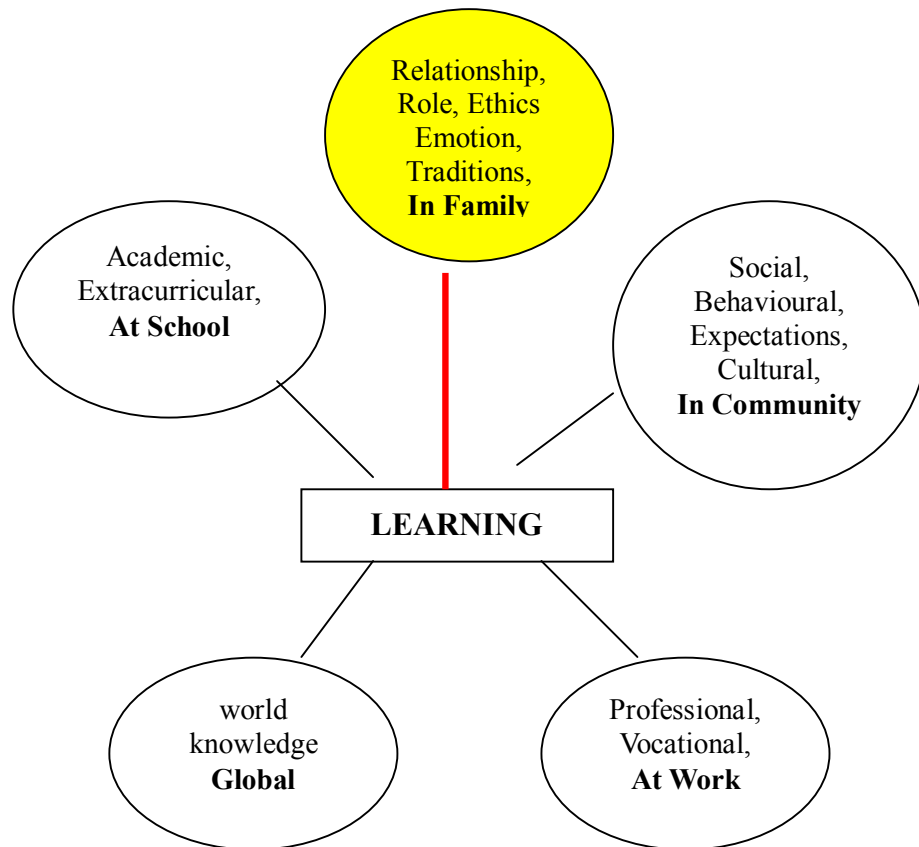 Relationship,
Role, Ethics
Emotion,
Traditions,
In Family
Academic,
Extracurricular,
At School
Social,
Behavioural,
Expectations,
Cultural,
In Community
LEARNING
world
knowledge
Global
Professional,
Vocational,
At Work